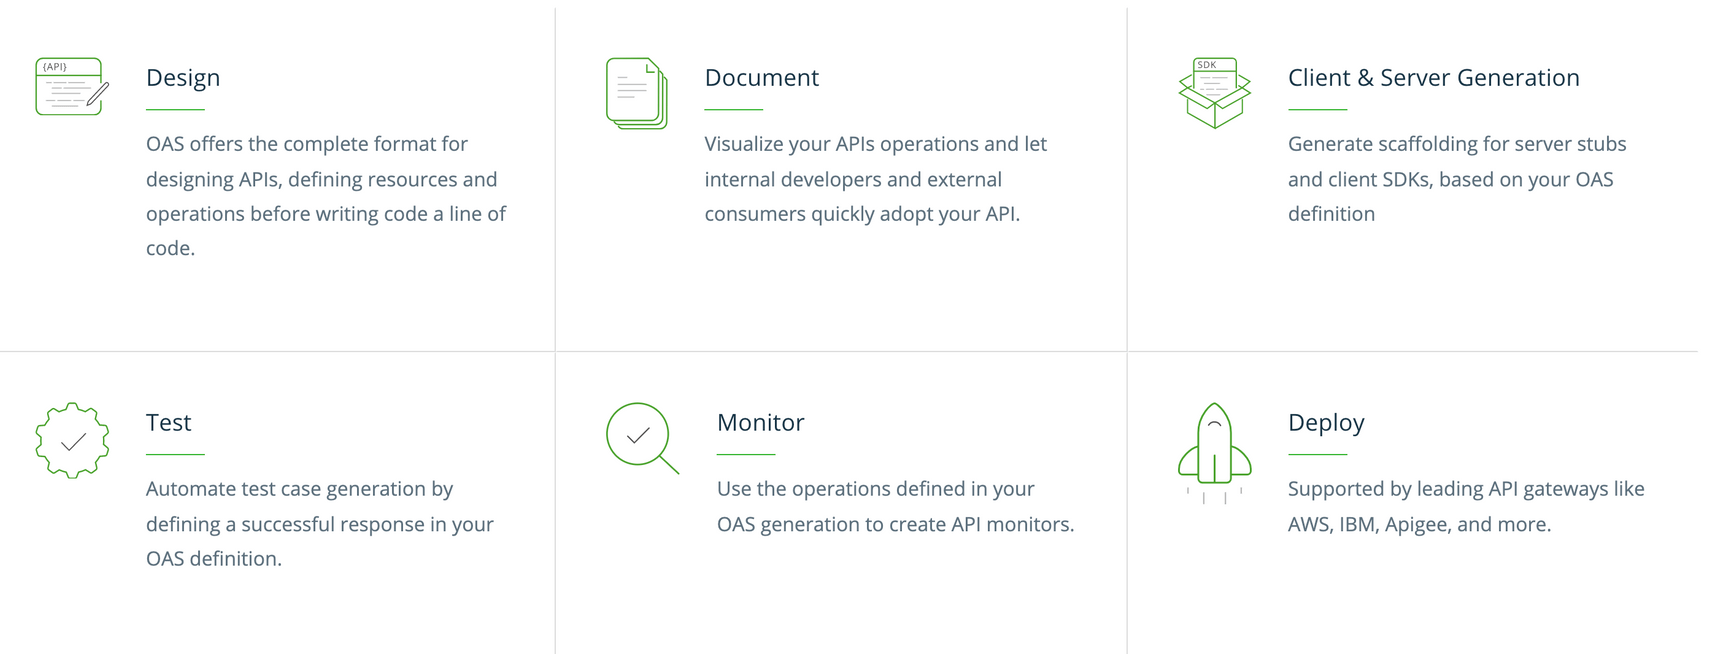 {API}
Design
OAS offers the complete format for
designing APIs, defining resources and
operations before writing code a line of
code.
Document
Visualize your APIs operations and let
internal developers and external
consumers quickly adopt your API.
SDK
Client & Server Generation
Generate scaffolding for server stubs
and client SDKs, based on your OAS
definition
Test
Automate test case generation by
defining a successful response in your
OAS definition.
Monitor
Use the operations defined in your
OAS generation to create API monitors.
Deploy
Supported by leading API gateways like
AWS, IBM, Apigee, and more.